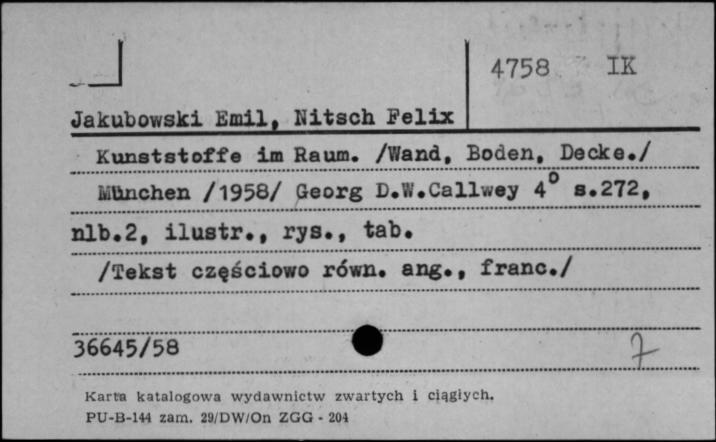 4758 IK
Jakubowski Emil, Nitsch Felix
Kunststoffe im Raum. /Wand, Boden, Decke./
München /1958/ Georg D.W.Callwey 4° s.272,
nlb.2, ilustr., rys., tab.
/Tekst częściowo równ. ang., franc./
36645/58
7
Karta katalogowa wydawnictw zwartych i ciągłych.
PU-B-144 zam. 29/DW/On ZGG - 204